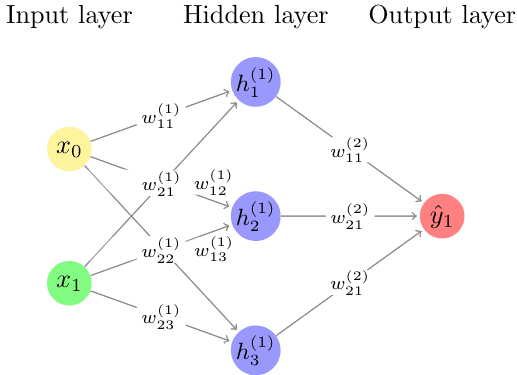 Input layer Hidden layer Output layer
h_1^{(1)}
w_{11}^{(1)}
x_0
w_{11}^{(2)}
w_{21}^{(1)} w_{12}^{(1)}
h_2^{(1)} w_{21}^{(2)} ŷ_1
w_{22}^{(1)} w_{13}^{(1)}
x_1
w_{21}^{(2)}
w_{23}^{(1)}
h_3^{(1)}